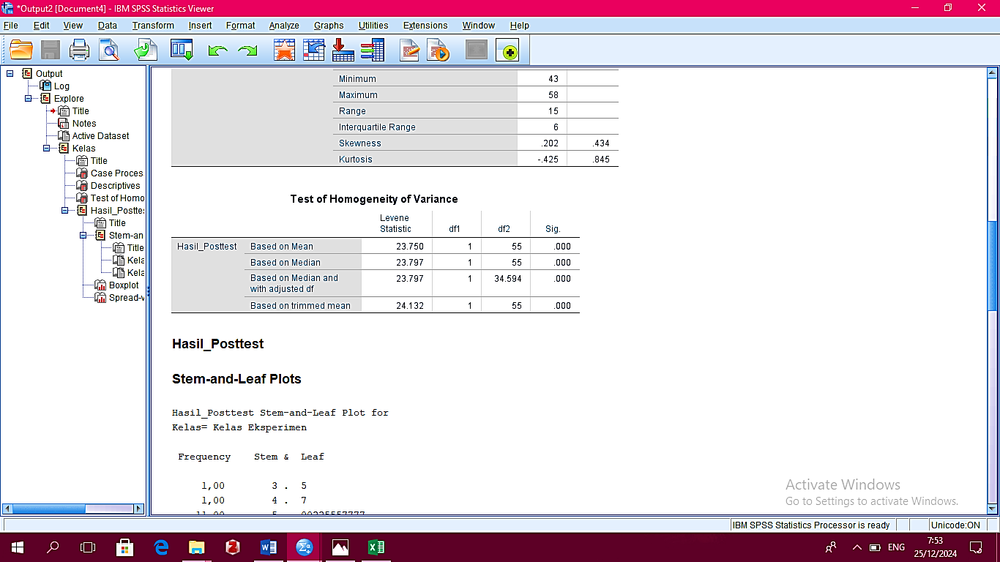 *Output2 [Document4] - IBM SPSS Statistics Viewer
File Edit View Data Transform Insert Format Analyze Graphs Utilities Extensions Window Help
Output
Log
Explore
Title
Notes
Active Dataset
Kelas
Title
Case Proces
Descriptives
Test of Homo
Hasil_Posttes
Title
Stem-an
Title
Kela
Kela
Boxplot
Spread-v
Minimum 43
Maximum 58
Range 15
Interquartile Range 6
Skewness .202 .434
Kurtosis -.425 .845
Test of Homogeneity of Variance
Levene Statistic df1 df2 Sig.
Hasil_Posttest Based on Mean 23.750 1 55 .000
Based on Median 23.797 1 55 .000
Based on Median and with adjusted df 23.797 1 34.594 .000
Based on trimmed mean 24.132 1 55 .000
Hasil_Posttest
Stem-and-Leaf Plots
Hasil_Posttest Stem-and-Leaf Plot for
Kelas= Kelas Eksperimen
Frequency Stem & Leaf
1,00 3 . 5
1,00 4 . 7
Activate Windows
Go to Settings to activate Windows.
IBM SPSS Statistics Processor is ready Unicode:ON
ENG 7:53
25/12/2024